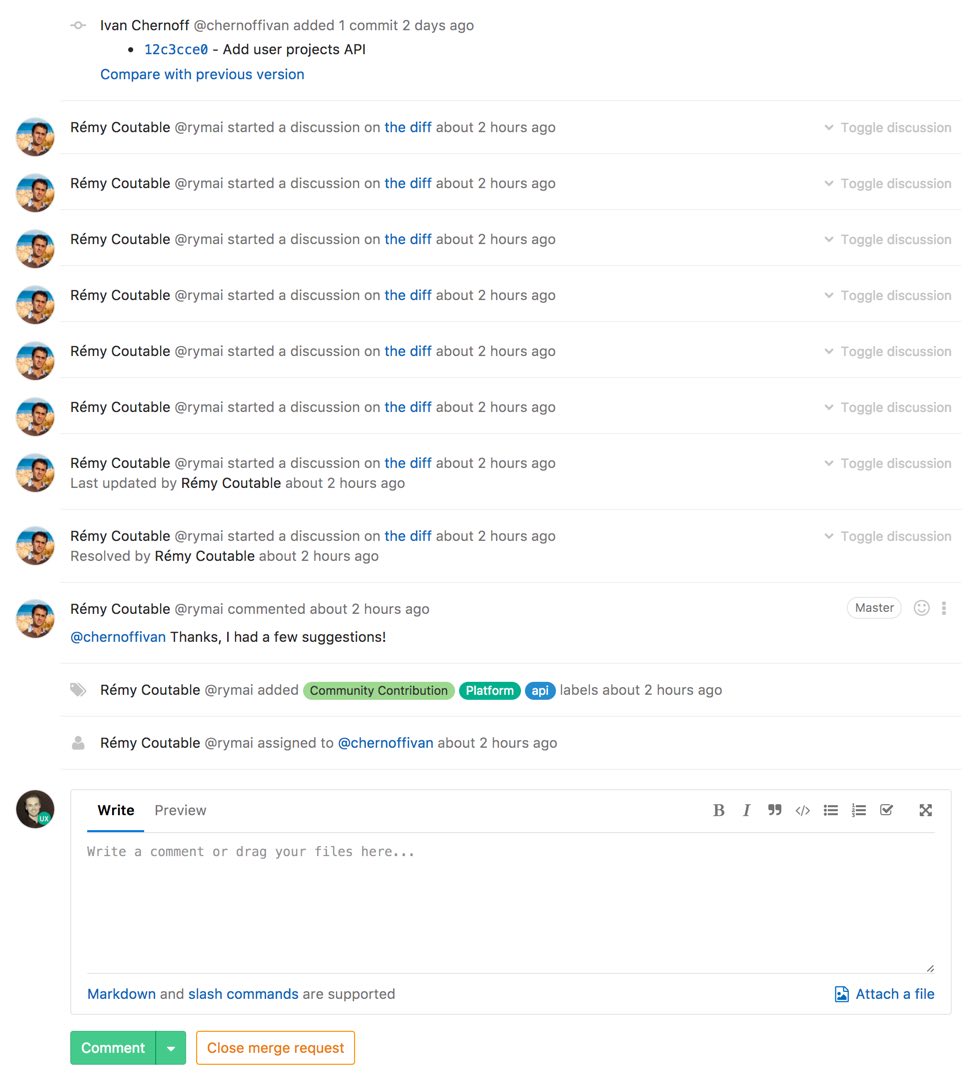 Ivan Chernoff @chernoffivan added 1 commit 2 days ago
• 12c3cce0 - Add user projects API
Compare with previous version
Rémy Coutable @rymai started a discussion on the diff about 2 hours ago Toggle discussion
Rémy Coutable @rymai started a discussion on the diff about 2 hours ago Toggle discussion
Rémy Coutable @rymai started a discussion on the diff about 2 hours ago Toggle discussion
Rémy Coutable @rymai started a discussion on the diff about 2 hours ago Toggle discussion
Rémy Coutable @rymai started a discussion on the diff about 2 hours ago Toggle discussion
Rémy Coutable @rymai started a discussion on the diff about 2 hours ago Toggle discussion
Rémy Coutable @rymai started a discussion on the diff about 2 hours ago Toggle discussion
Last updated by Rémy Coutable about 2 hours ago
Rémy Coutable @rymai started a discussion on the diff about 2 hours ago Toggle discussion
Resolved by Rémy Coutable about 2 hours ago
Rémy Coutable @rymai commented about 2 hours ago Master
@chernoffivan Thanks, I had a few suggestions!
Rémy Coutable @rymai added Community Contribution Platform api labels about 2 hours ago
Rémy Coutable @rymai assigned to @chernoffivan about 2 hours ago
UX
Write Preview B I
Write a comment or drag your files here...
Markdown and slash commands are supported Attach a file
Comment Close merge request